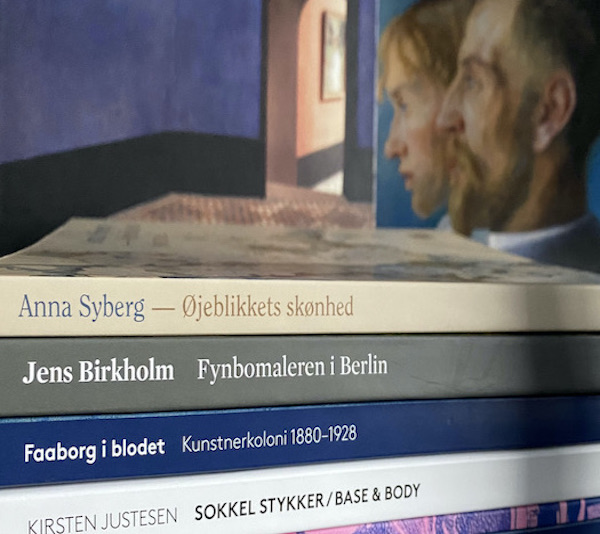 Anna Syberg — Øjeblikkets skønhed
Jens Birkholm Fynbomaleren i Berlin
Faaborg i blodet Kunstnerkoloni 1880–1928
KIRSTEN JUSTESEN SOKKEL STYKKER / BASE & BODY